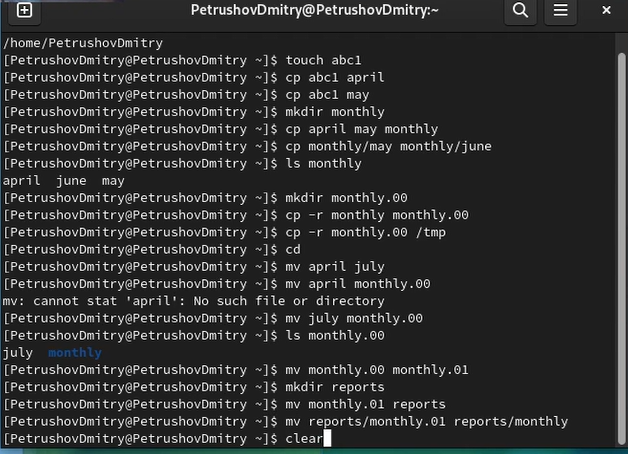 PetrushovDmitry@PetrushovDmitry:~
/home/PetrushovDmitry
[PetrushovDmitry@PetrushovDmitry ~]$ touch abc1
[PetrushovDmitry@PetrushovDmitry ~]$ cp abc1 april
[PetrushovDmitry@PetrushovDmitry ~]$ cp abc1 may
[PetrushovDmitry@PetrushovDmitry ~]$ mkdir monthly
[PetrushovDmitry@PetrushovDmitry ~]$ cp april may monthly
[PetrushovDmitry@PetrushovDmitry ~]$ cp monthly/may monthly/june
[PetrushovDmitry@PetrushovDmitry ~]$ ls monthly
april  june  may
[PetrushovDmitry@PetrushovDmitry ~]$ mkdir monthly.00
[PetrushovDmitry@PetrushovDmitry ~]$ cp -r monthly monthly.00
[PetrushovDmitry@PetrushovDmitry ~]$ cp -r monthly.00 /tmp
[PetrushovDmitry@PetrushovDmitry ~]$ cd
[PetrushovDmitry@PetrushovDmitry ~]$ mv april july
[PetrushovDmitry@PetrushovDmitry ~]$ mv april monthly.00
mv: cannot stat 'april': No such file or directory
[PetrushovDmitry@PetrushovDmitry ~]$ mv july monthly.00
[PetrushovDmitry@PetrushovDmitry ~]$ ls monthly.00
july  monthly
[PetrushovDmitry@PetrushovDmitry ~]$ mv monthly.00 monthly.01
[PetrushovDmitry@PetrushovDmitry ~]$ mkdir reports
[PetrushovDmitry@PetrushovDmitry ~]$ mv monthly.01 reports
[PetrushovDmitry@PetrushovDmitry ~]$ mv reports/monthly.01 reports/monthly
[PetrushovDmitry@PetrushovDmitry ~]$ clear